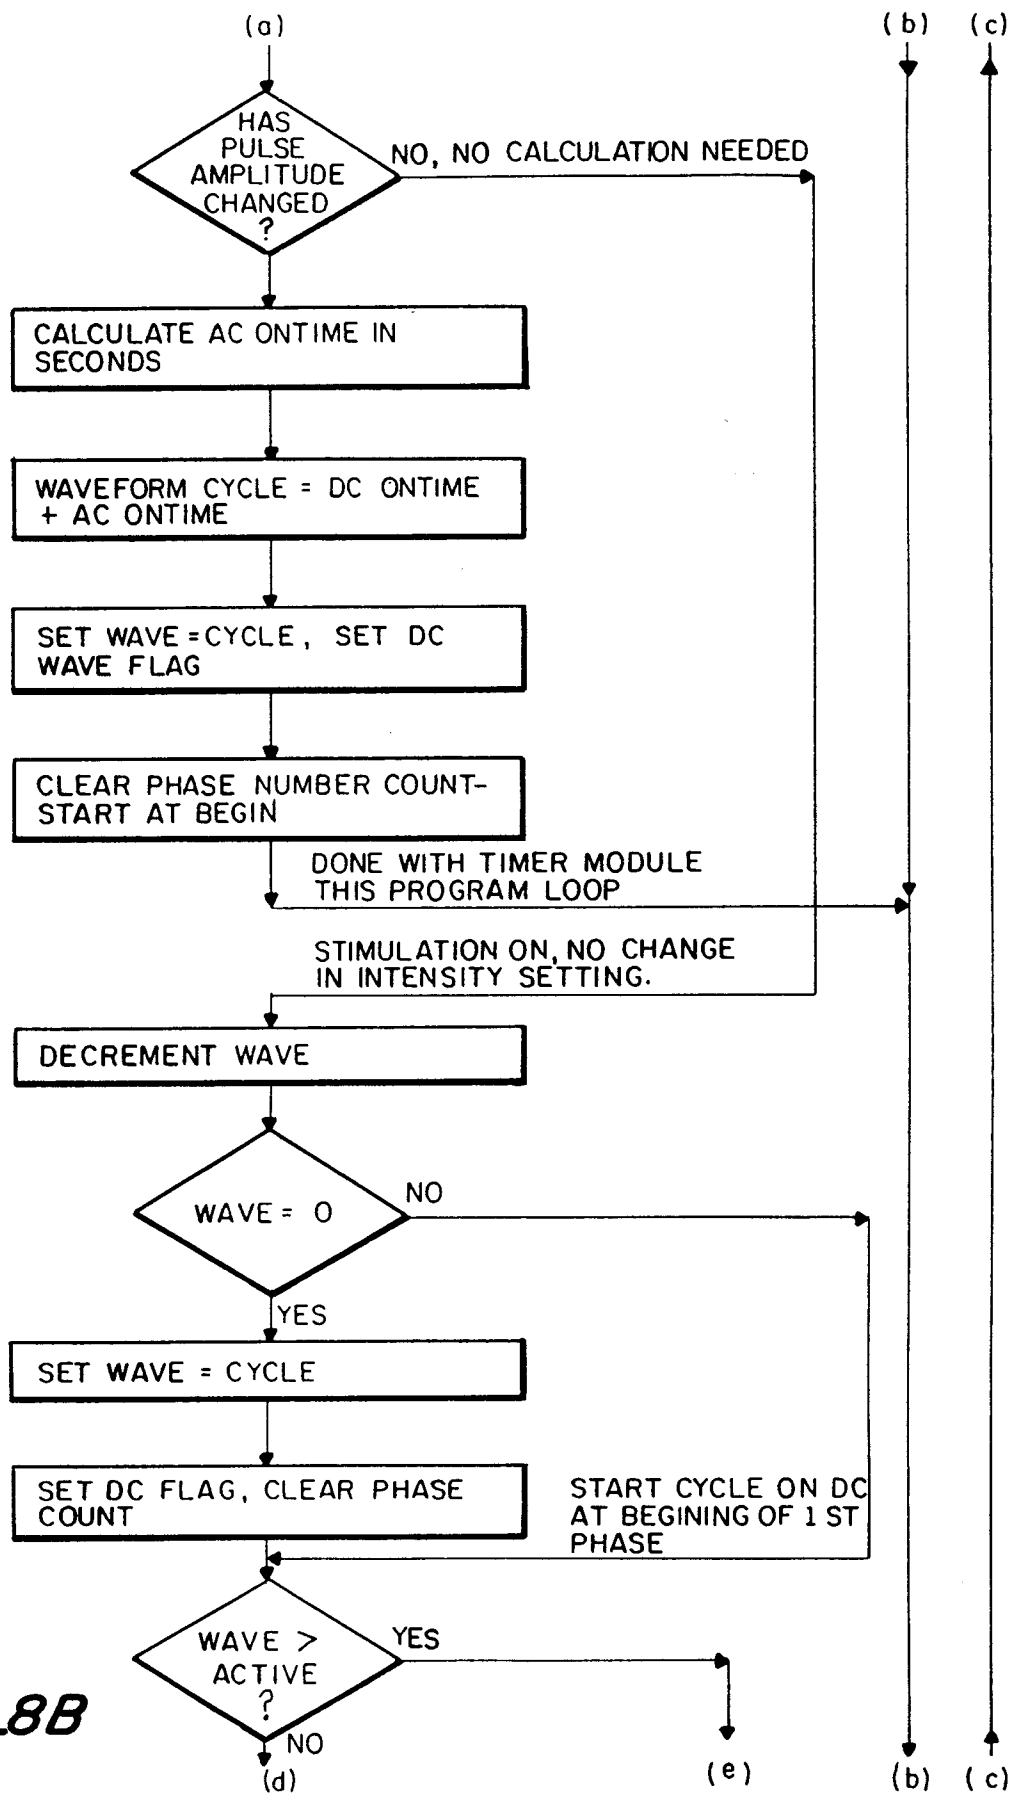 (a)
(b)
(c)
HAS
PULSE
AMPLITUDE
CHANGED
?
NO, NO CALCULATION NEEDED
CALCULATE AC ONTIME IN
SECONDS
WAVEFORM CYCLE = DC ONTIME
+ AC ONTIME
SET WAVE = CYCLE, SET DC
WAVE FLAG
CLEAR PHASE NUMBER COUNT-
START AT BEGIN
DONE WITH TIMER MODULE
THIS PROGRAM LOOP
STIMULATION ON, NO CHANGE
IN INTENSITY SETTING.
DECREMENT WAVE
WAVE = 0
NO
YES
SET WAVE = CYCLE
SET DC FLAG, CLEAR PHASE
COUNT
START CYCLE ON DC
AT BEGINING OF 1 ST
PHASE
WAVE >
ACTIVE
?
YES
NO
8B
(d)
(e)
(b)
(c)